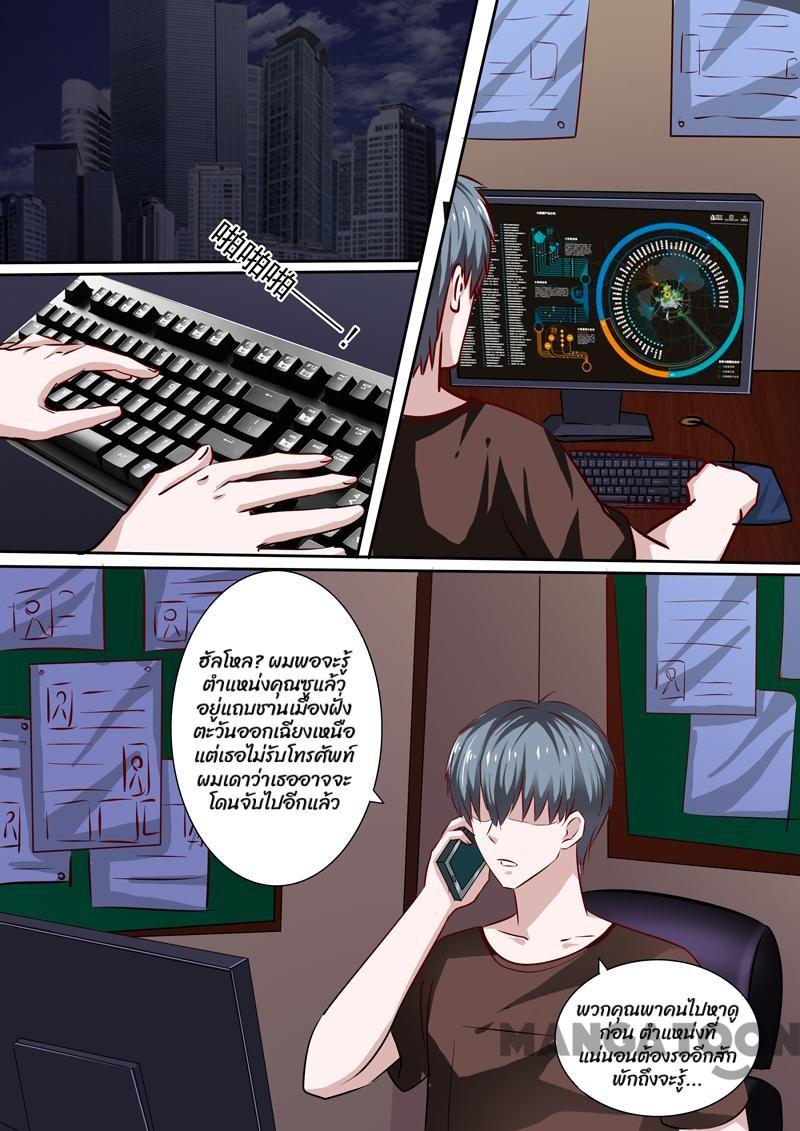 啪啪啪——！
ฮัลโหล? ผมพอจะรู้
ตำแหน่งคุณซูแล้ว
อยู่แถบชานเมืองฝั่ง
ตะวันออกเฉียงเหนือ
แต่เธอไม่รับโทรศัพท์
ผมเดาว่าเธออาจจะ
โดนจับไปอีกแล้ว
พวกคุณพาคนไปหาดู
ก่อน ตำแหน่งที่
แน่นอนต้องรออีกสัก
พักถึงจะรู้...
MANGATOON